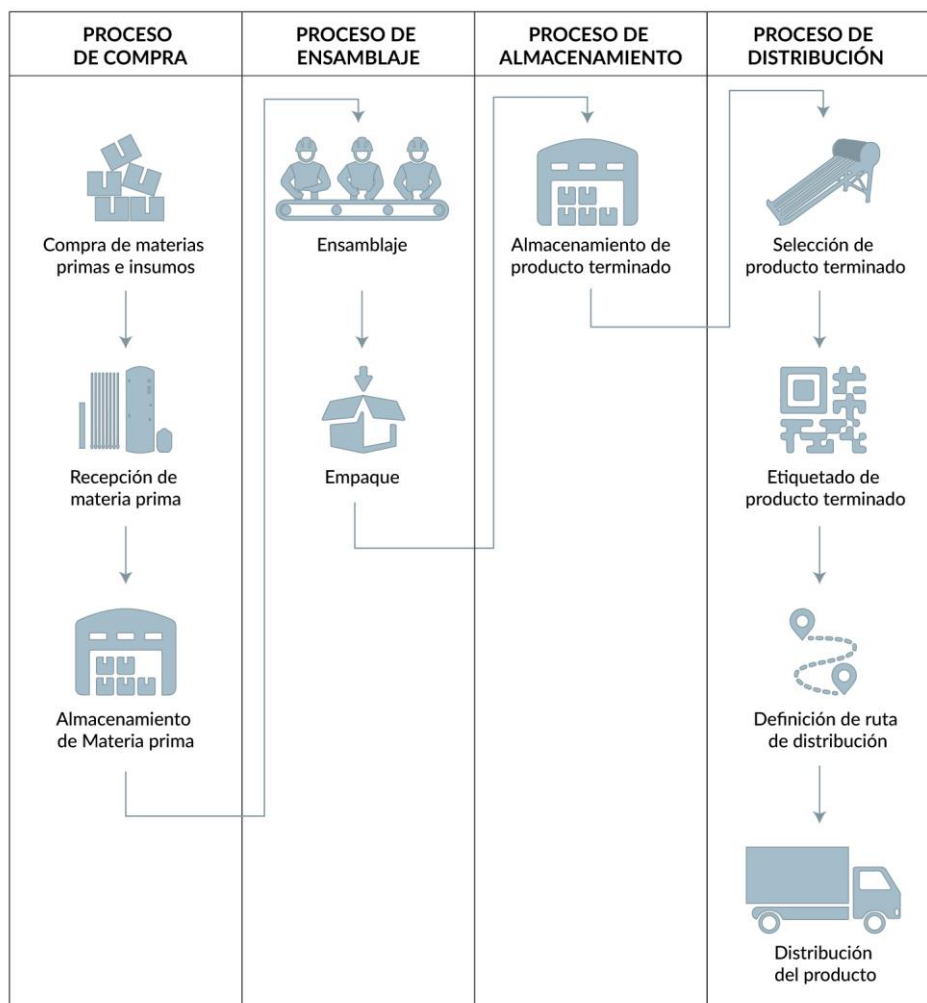 PROCESO
DE COMPRA
PROCESO DE
ENSAMBLAJE
PROCESO DE
ALMACENAMIENTO
PROCESO DE
DISTRIBUCIÓN
Compra de materias
primas e insumos
Recepción de
materia prima
Almacenamiento
de Materia prima
Ensamblaje
Empaque
Almacenamiento de
producto terminado
Selección de
producto terminado
Etiquetado de
producto terminado
Definición de ruta
de distribución
Distribución
del producto